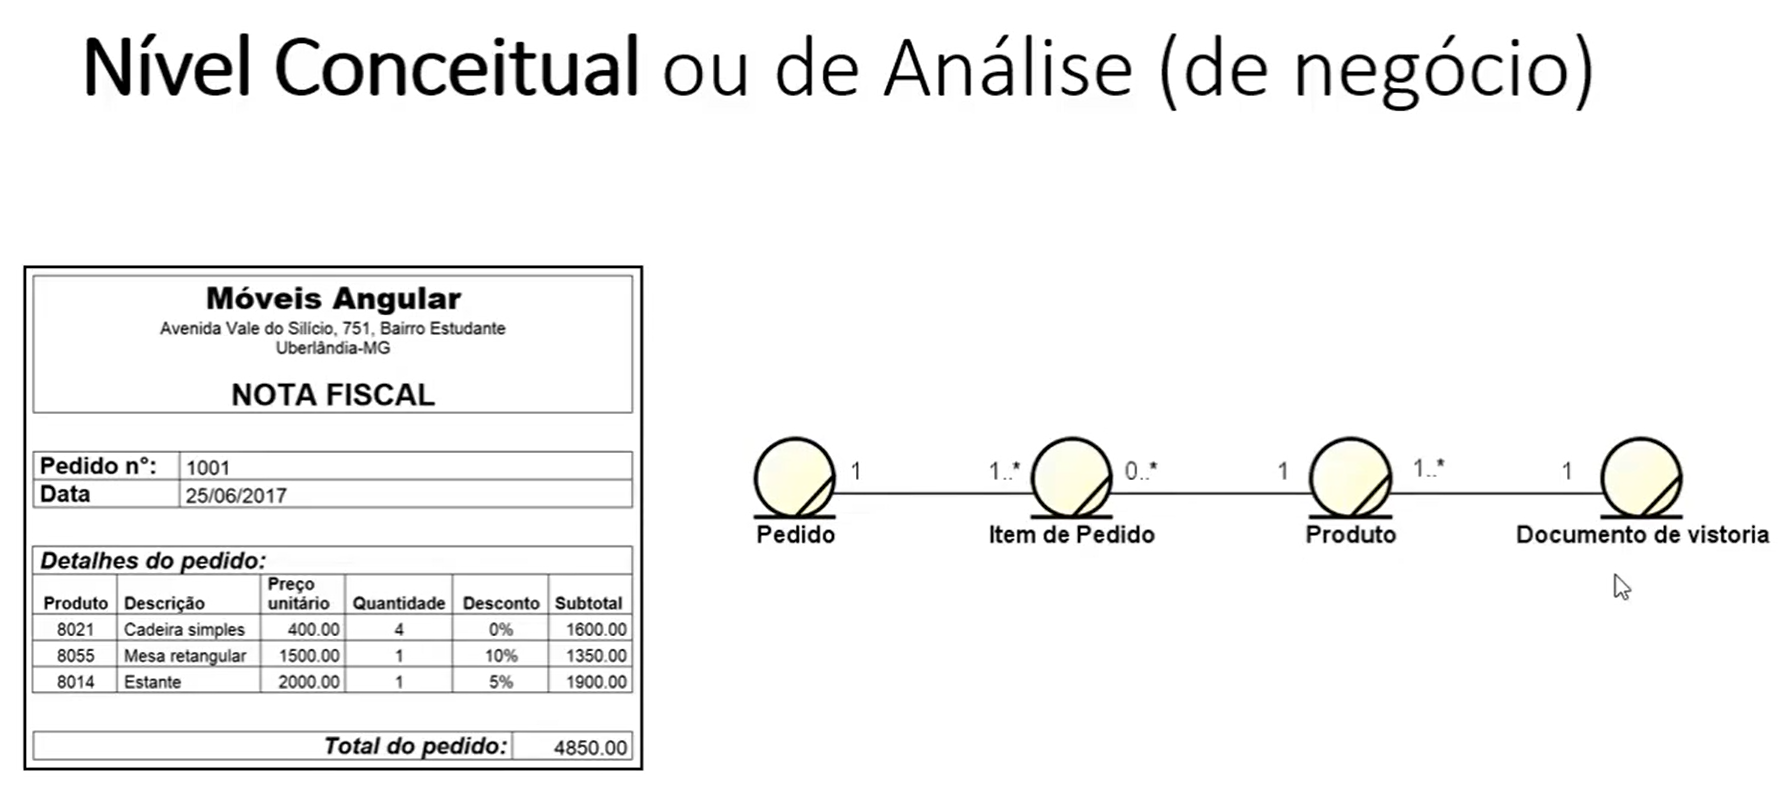 Nível Conceitual ou de Análise (de negócio)
Móveis Angular
Avenida Vale do Silício, 751, Bairro Estudante
Uberlândia-MG
NOTA FISCAL
Pedido n°: 1001
Data 25/06/2017
Detalhes do pedido:
Produto Descrição Preço unitário Quantidade Desconto Subtotal
8021 Cadeira simples 400.00 4 0% 1600.00
8055 Mesa retangular 1500.00 1 10% 1350.00
8014 Estante 2000.00 1 5% 1900.00
Total do pedido: 4850.00
1 1..* 0..* 1 1..* 1
Pedido Item de Pedido Produto Documento de vistoria